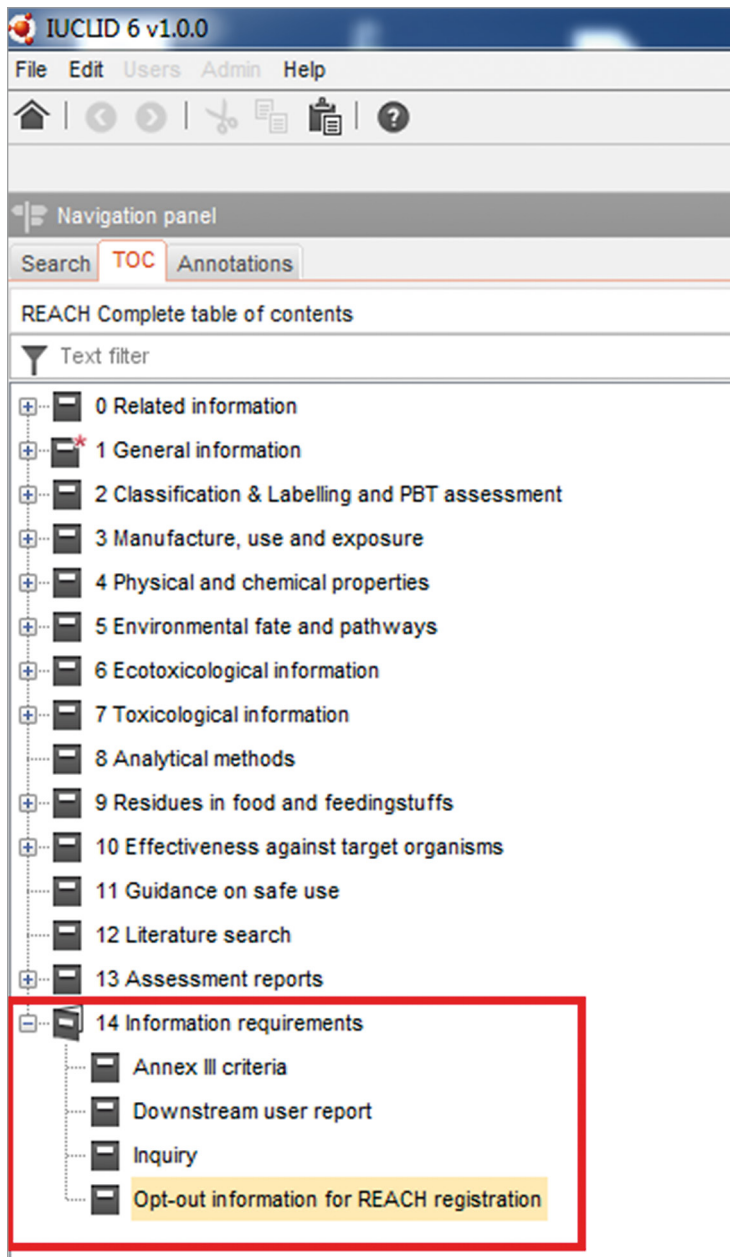 IUCLID 6 v1.0.0
File Edit Users Admin Help
Navigation panel
Search TOC Annotations
REACH Complete table of contents
Text filter
0 Related information
1 General information
2 Classification & Labelling and PBT assessment
3 Manufacture, use and exposure
4 Physical and chemical properties
5 Environmental fate and pathways
6 Ecotoxicological information
7 Toxicological information
8 Analytical methods
9 Residues in food and feedingstuffs
10 Effectiveness against target organisms
11 Guidance on safe use
12 Literature search
13 Assessment reports
14 Information requirements
Annex III criteria
Downstream user report
Inquiry
Opt-out information for REACH registration